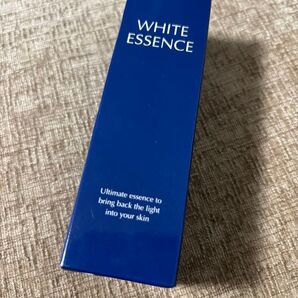 WHITE
ESSENCE
Ultimate essence to
bring back the light
into your skin